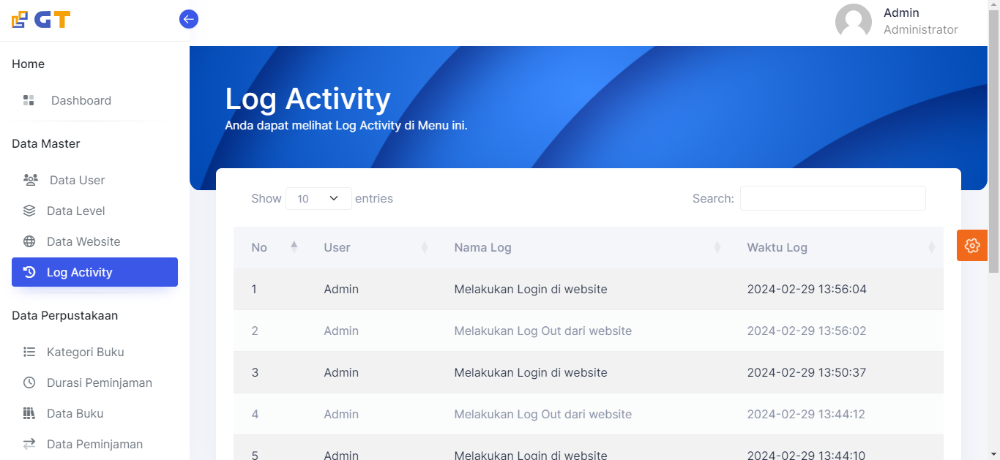 GT
Admin
Administrator
Home
Dashboard
Data Master
Data User
Data Level
Data Website
Log Activity
Data Perpustakaan
Kategori Buku
Durasi Peminjaman
Data Buku
Data Peminjaman
Log Activity
Anda dapat melihat Log Activity di Menu ini.
Show 10 entries Search:
No User Nama Log Waktu Log
1 Admin Melakukan Login di website 2024-02-29 13:56:04
2 Admin Melakukan Log Out dari website 2024-02-29 13:56:02
3 Admin Melakukan Login di website 2024-02-29 13:50:37
4 Admin Melakukan Log Out dari website 2024-02-29 13:44:12
5 Admin Melakukan Login di website 2024-02-29 13:44:10